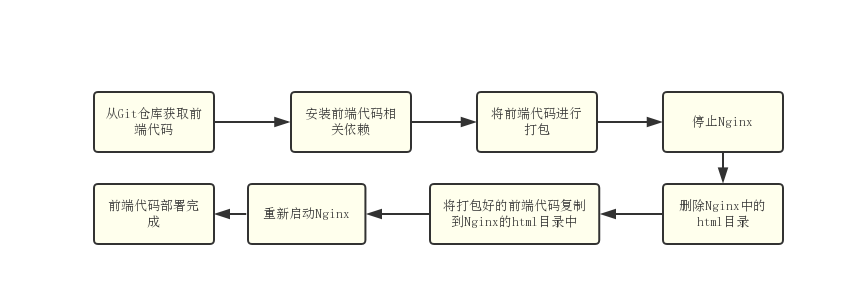 从Git仓库获取前
端代码
安装前端代码相
关依赖
将前端代码进行
打包
停止Nginx
删除Nginx中的
html目录
将打包好的前端代码复制
到Nginx的html目录中
重新启动Nginx
前端代码部署完
成